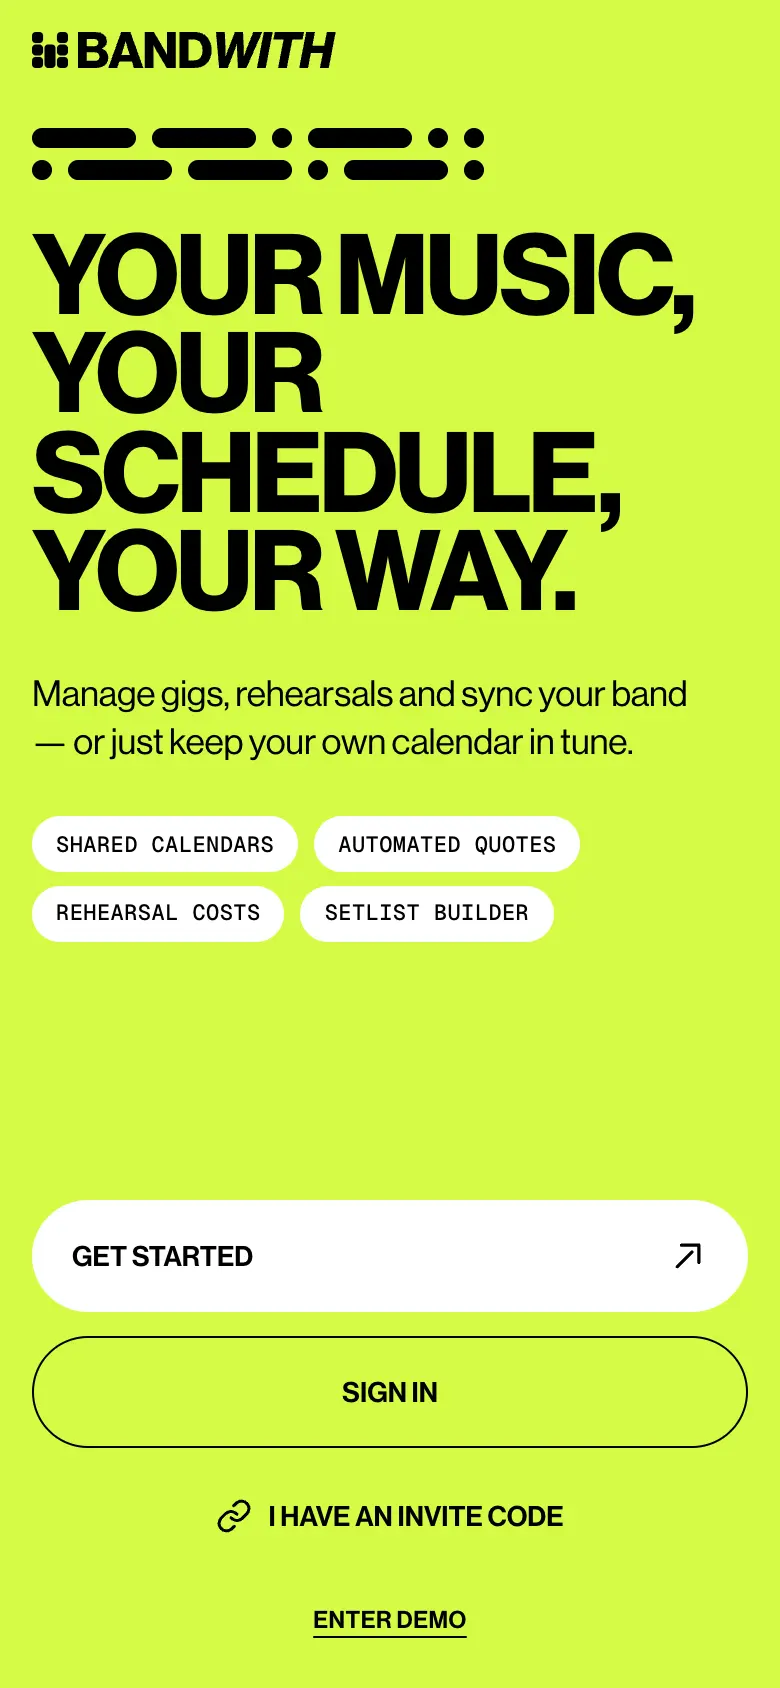 BANDWITH
YOUR MUSIC,
YOUR
SCHEDULE,
YOUR WAY.
Manage gigs, rehearsals and sync your band
— or just keep your own calendar in tune.
SHARED CALENDARS
AUTOMATED QUOTES
REHEARSAL COSTS
SETLIST BUILDER
GET STARTED
SIGN IN
I HAVE AN INVITE CODE
ENTER DEMO